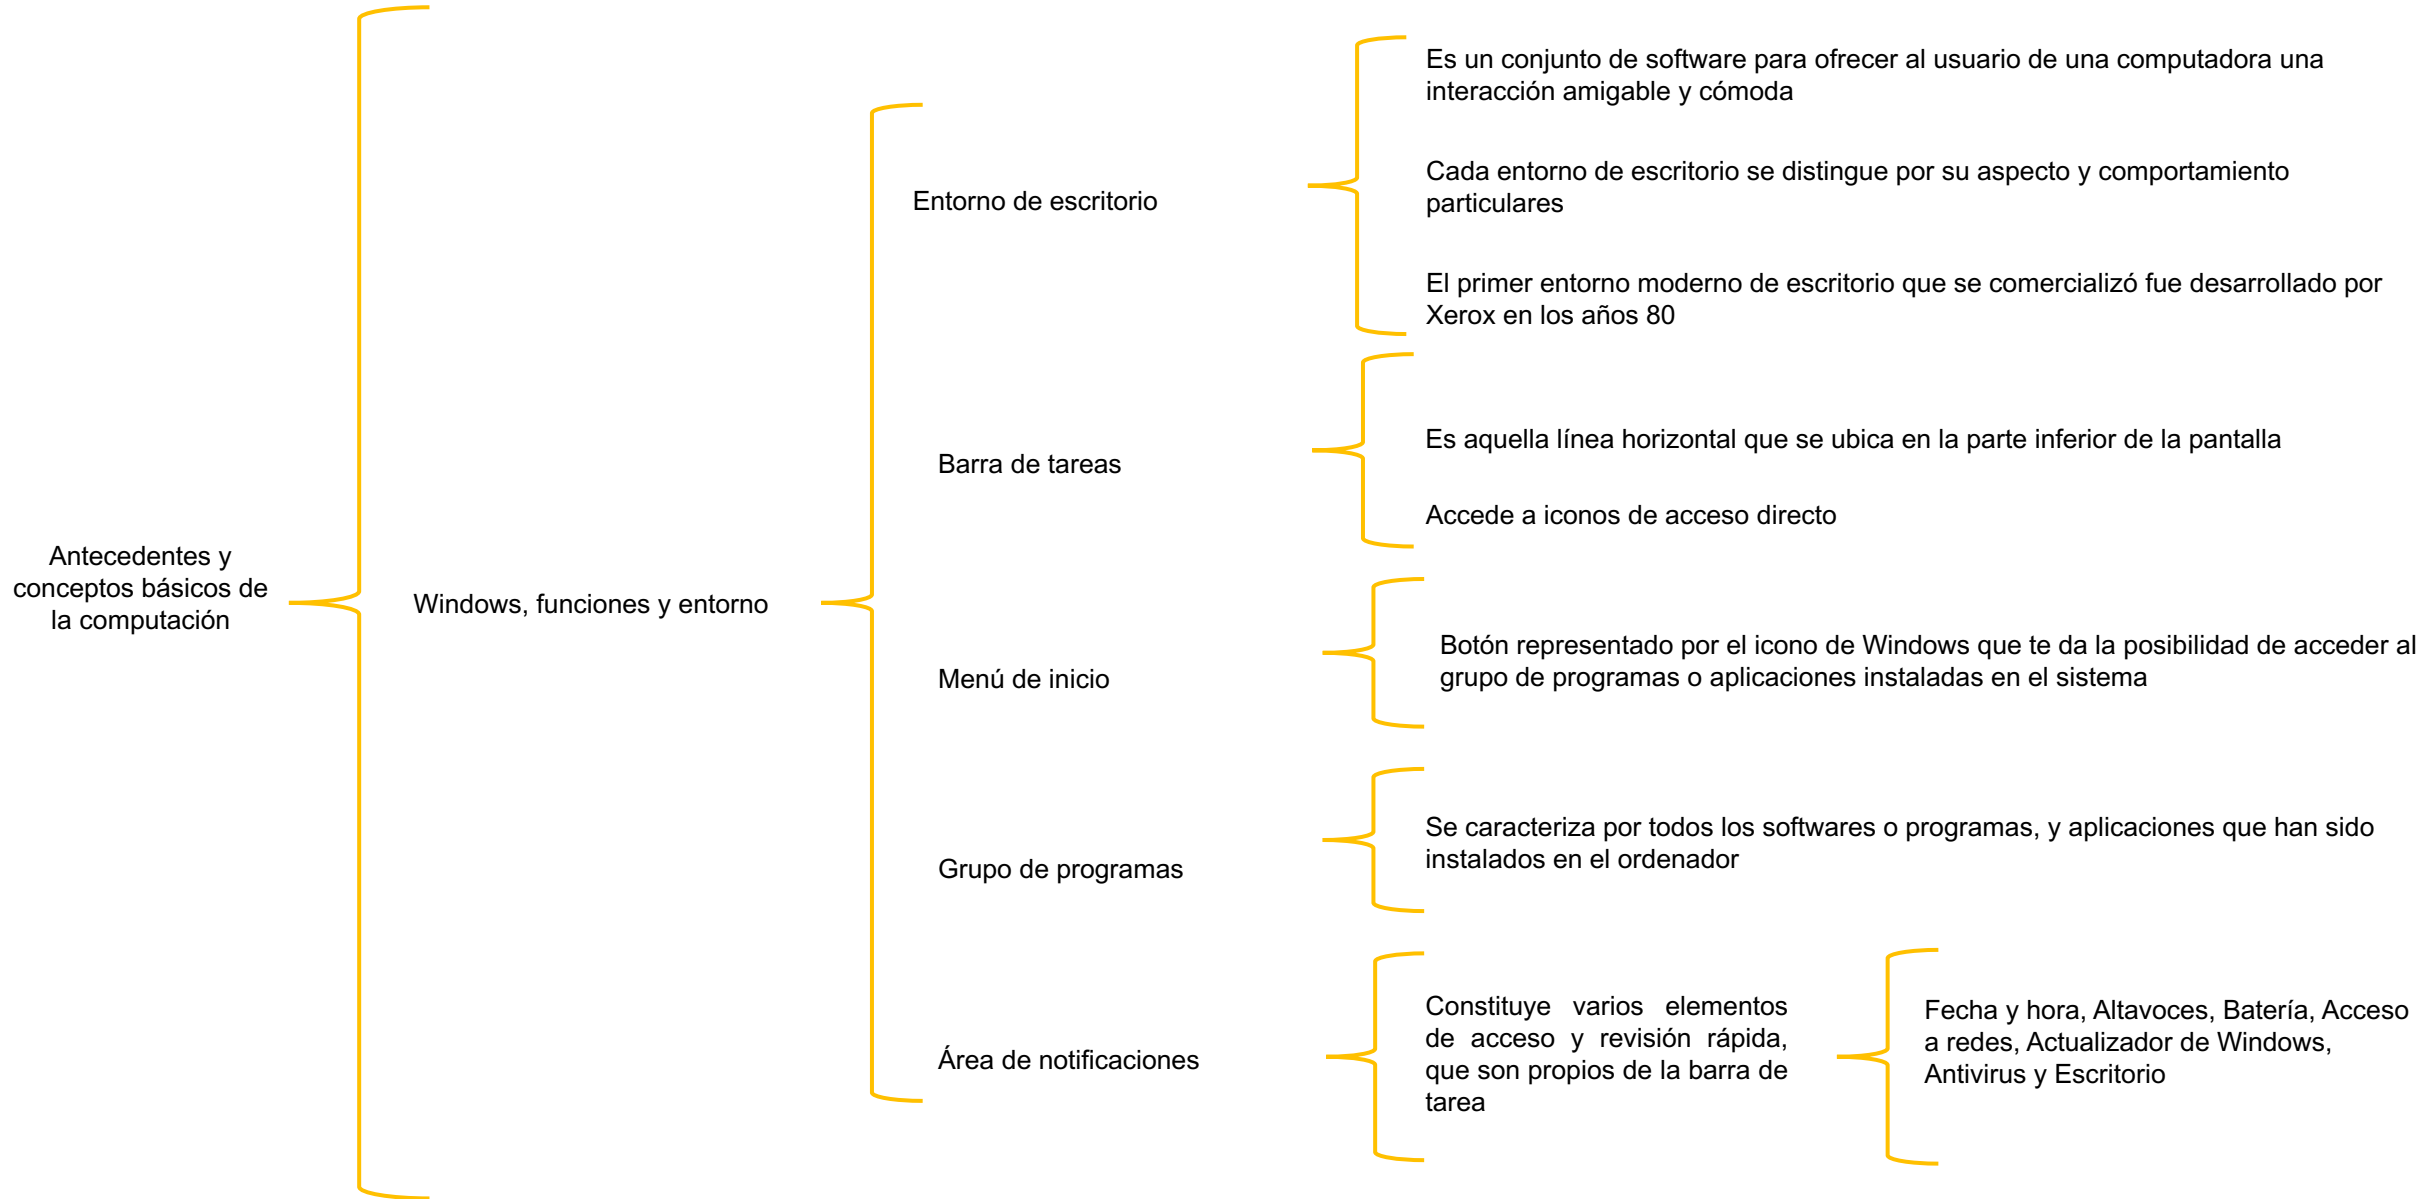 Antecedentes y
conceptos básicos de
la computación
Windows, funciones y entorno
Entorno de escritorio
Es un conjunto de software para ofrecer al usuario de una computadora una
interacción amigable y cómoda
Cada entorno de escritorio se distingue por su aspecto y comportamiento
particulares
El primer entorno moderno de escritorio que se comercializó fue desarrollado por
Xerox en los años 80
Barra de tareas
Es aquella línea horizontal que se ubica en la parte inferior de la pantalla
Accede a iconos de acceso directo
Menú de inicio
Botón representado por el icono de Windows que te da la posibilidad de acceder al
grupo de programas o aplicaciones instaladas en el sistema
Grupo de programas
Se caracteriza por todos los softwares o programas, y aplicaciones que han sido
instalados en el ordenador
Área de notificaciones
Constituye varios elementos
de acceso y revisión rápida,
que son propios de la barra de
tarea
Fecha y hora, Altavoces, Batería, Acceso
a redes, Actualizador de Windows,
Antivirus y Escritorio